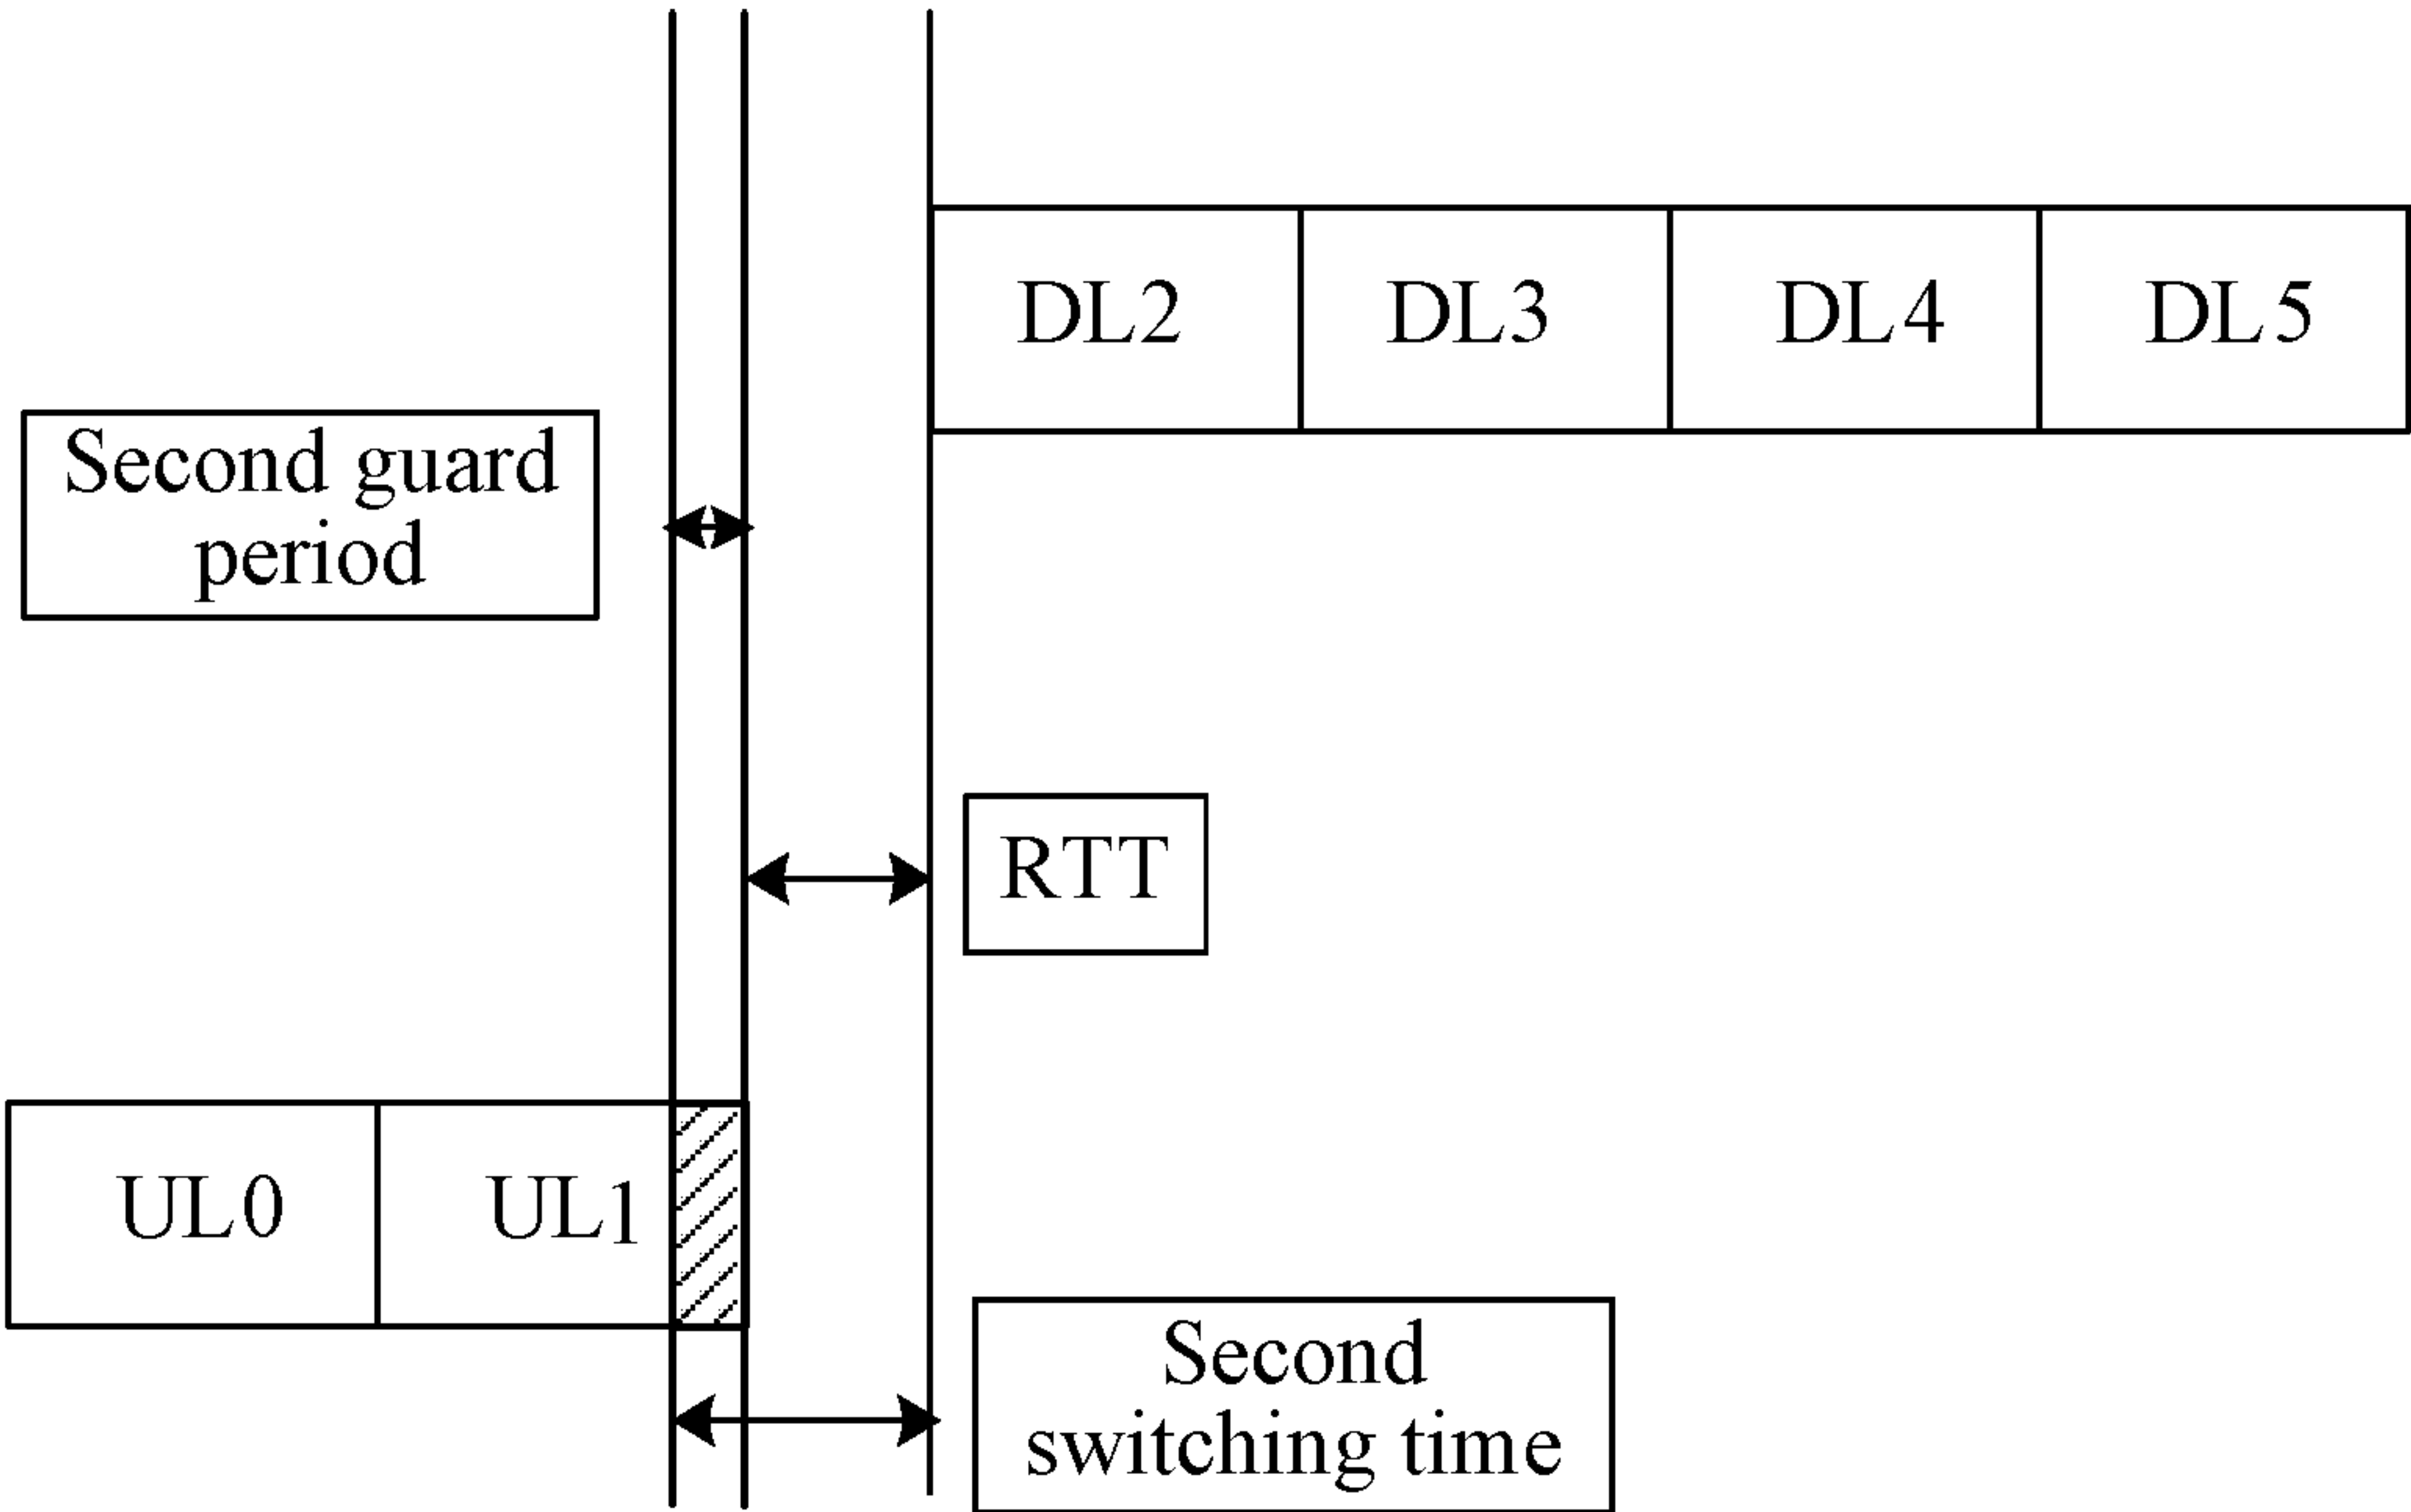 DL2
DL3
DL4
DL5
Second guard
period
RTT
UL0
UL1
Second
switching time